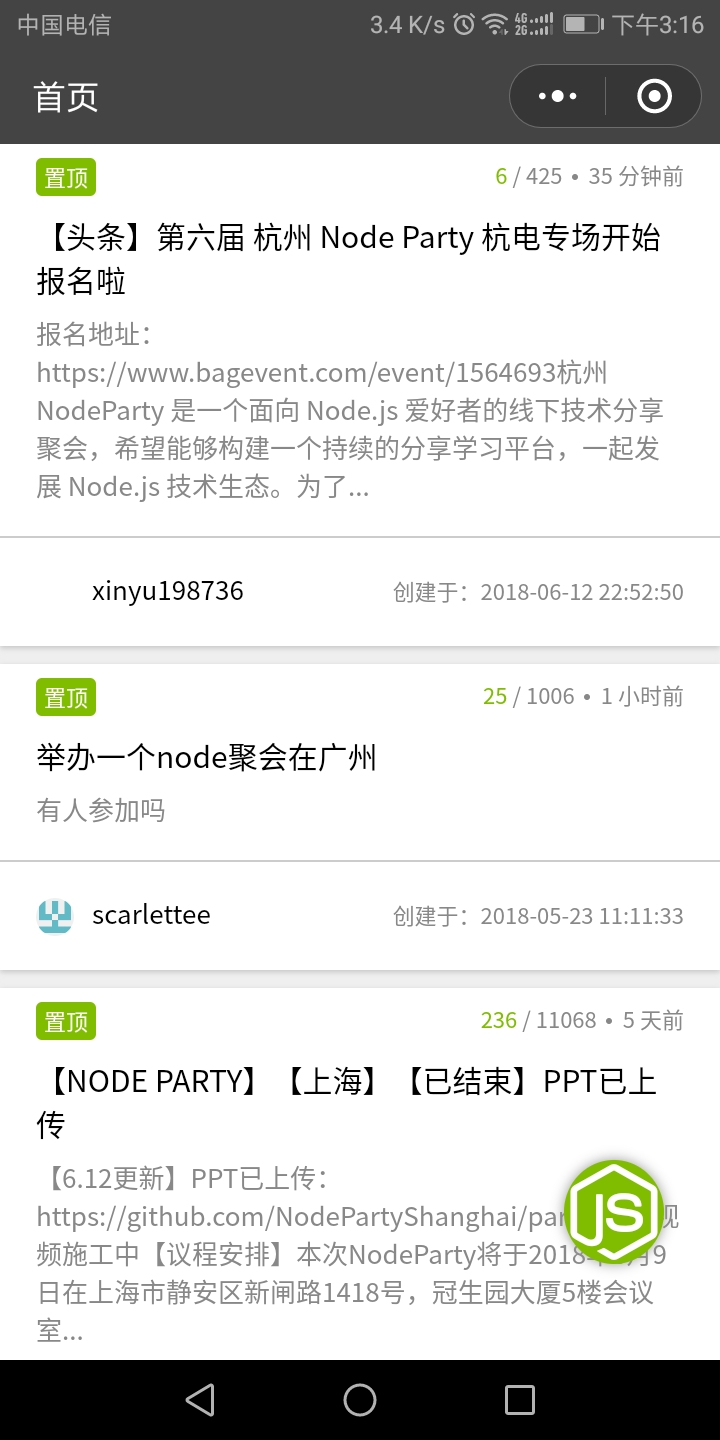 中国电信
3.4 K/s 4G 2G 下午3:16
首页
置顶
6 / 425 • 35 分钟前
【头条】第六届 杭州 Node Party 杭电专场开始
报名啦
报名地址：
https://www.bagevent.com/event/1564693杭州
NodeParty 是一个面向 Node.js 爱好者的线下技术分享
聚会，希望能够构建一个持续的分享学习平台，一起发
展 Node.js 技术生态。为了...
xinyu198736
创建于：2018-06-12 22:52:50
置顶
25 / 1006 • 1 小时前
举办一个node聚会在广州
有人参加吗
scarlettee
创建于：2018-05-23 11:11:33
置顶
236 / 11068 • 5 天前
【NODE PARTY】【上海】【已结束】PPT已上
传
【6.12更新】PPT已上传：
https://github.com/NodePartyShanghai/par 视
频施工中【议程安排】本次NodeParty将于2018 月9
日在上海市静安区新闸路1418号，冠生园大厦5楼会议
室...
JS